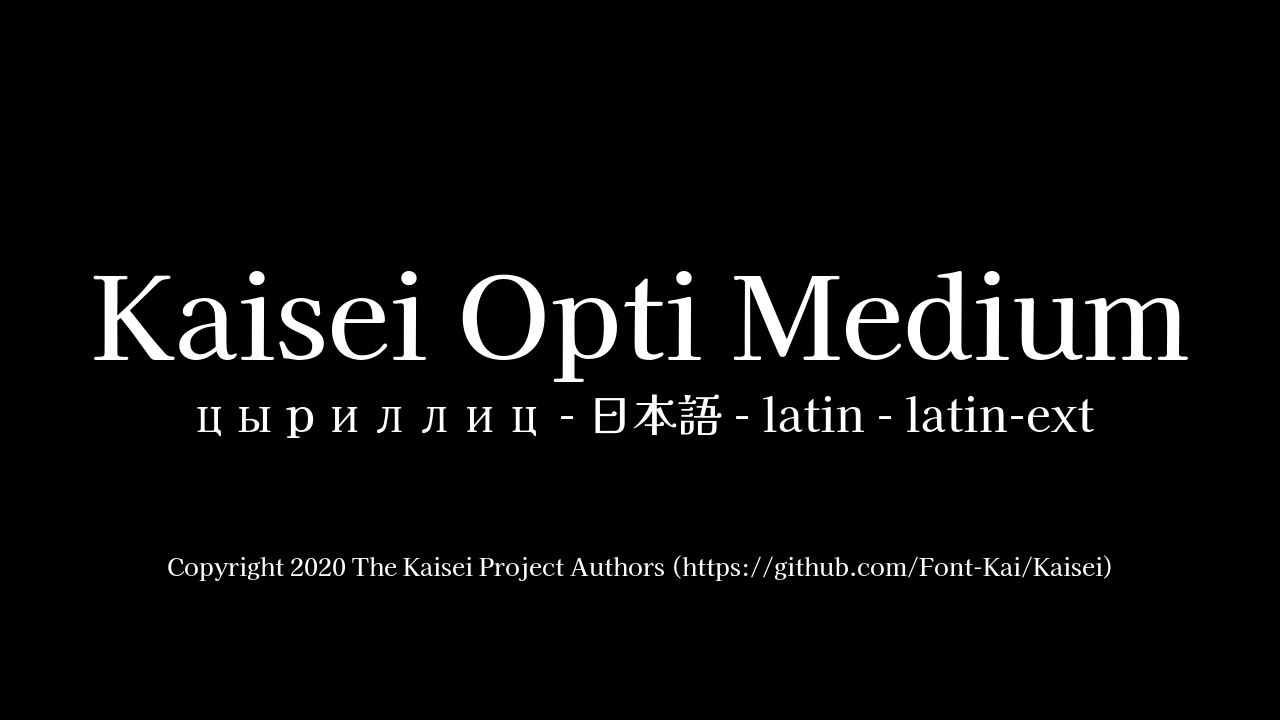 Kaisei Opti Medium
цыриллиц - 日本語 - latin - latin-ext
Copyright 2020 The Kaisei Project Authors (https://github.com/Font-Kai/Kaisei)